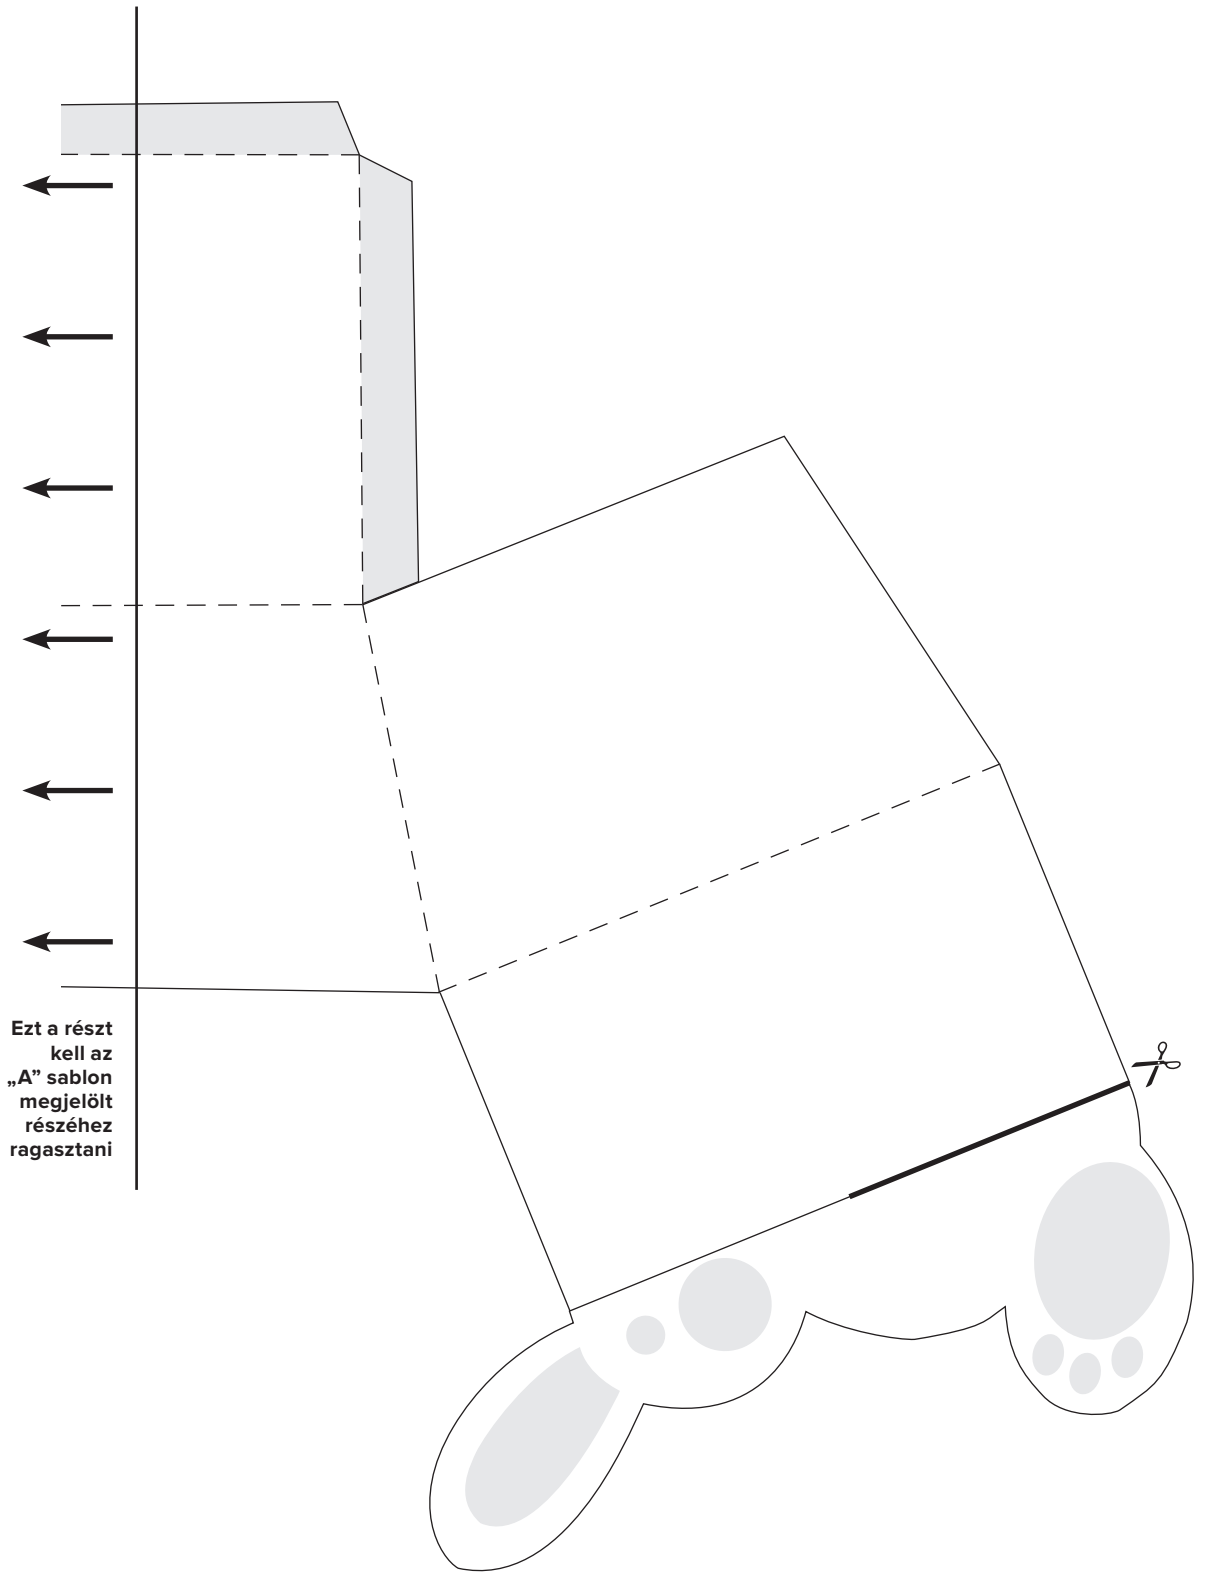 Ezt a részt
kell az
„A” sablon
megjelölt
részéhez
ragasztani